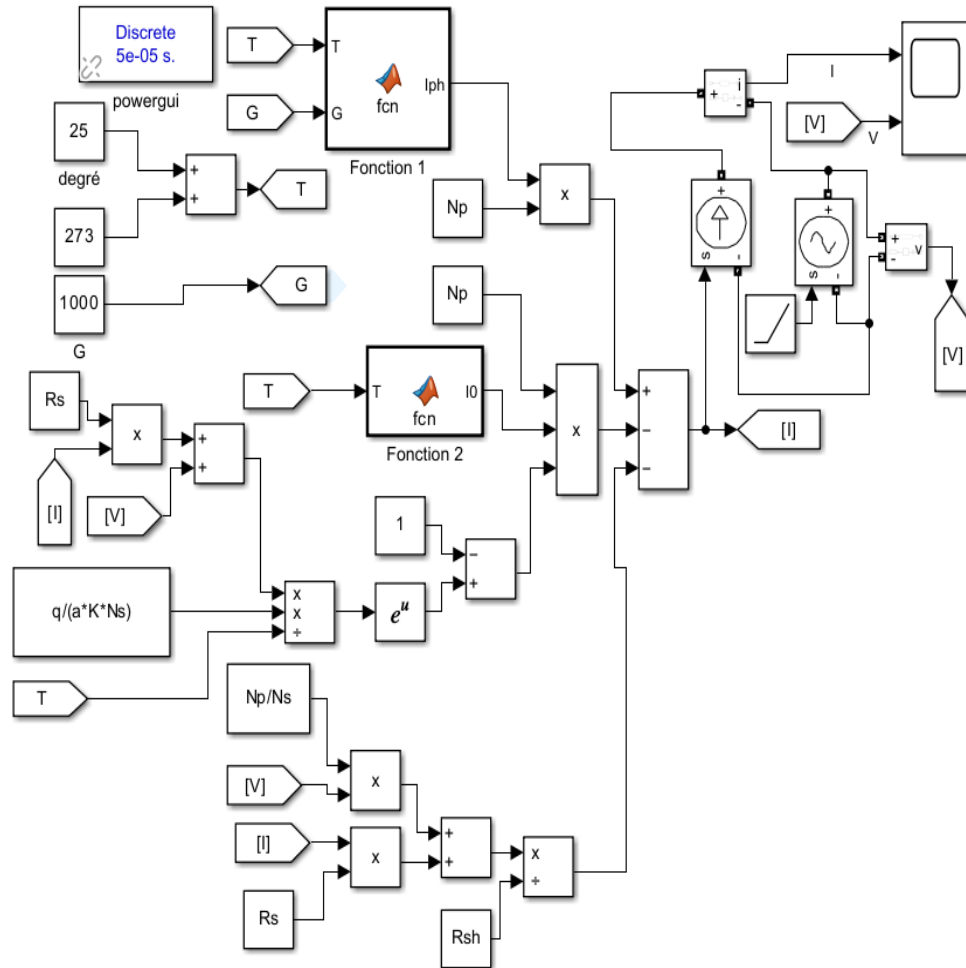 Discrete
5e-05 s.
powergui
T
G
T
G
fcn
Iph
Fonction 1
25
degré
273
+
+
T
1000
G
G
Np
x
Np
T
T
fcn
I0
Fonction 2
x
+
−
−
[I]
+
i
-
I
[V]
V
+
s
-
+
s
-
+
-
v
[V]
Rs
x
[I]
[V]
+
+
q/(a*K*Ns)
T
x
x
÷
e^u
1
−
+
Np/Ns
[V]
x
[I]
Rs
x
+
+
Rsh
x
÷